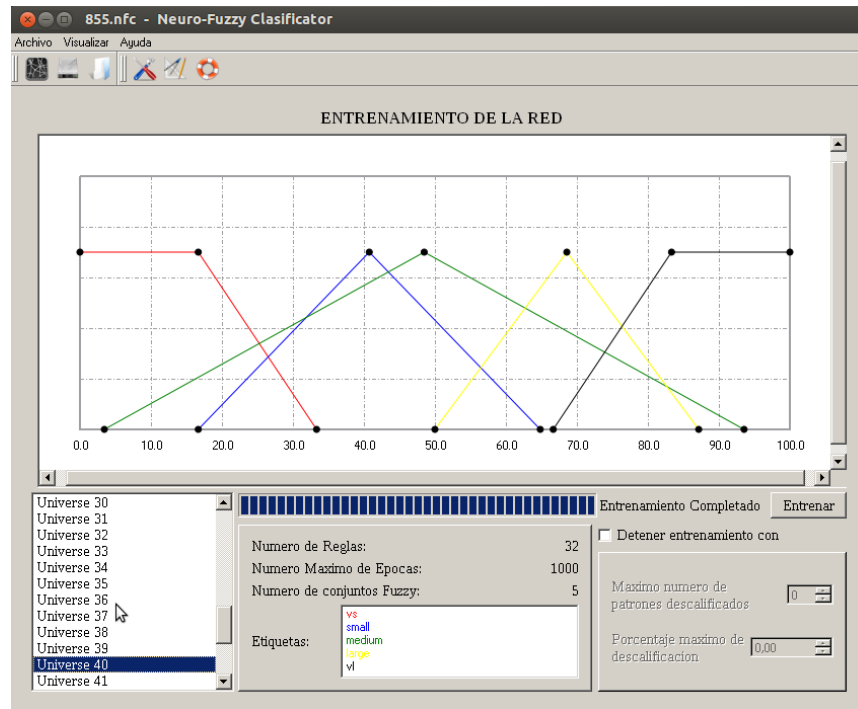 855.nfc - Neuro-Fuzzy Clasificator
Archivo Visualizar Ayuda
ENTRENAMIENTO DE LA RED
0.0 10.0 20.0 30.0 40.0 50.0 60.0 70.0 80.0 90.0 100.0
Universe 30
Universe 31
Universe 32
Universe 33
Universe 34
Universe 35
Universe 36
Universe 37
Universe 38
Universe 39
Universe 40
Universe 41
Entrenamiento Completado Entrenar
Numero de Reglas: 32
Numero Maximo de Epocas: 1000
Numero de conjuntos Fuzzy: 5
Etiquetas:
vs
small
medium
large
vl
Detener entrenamiento con
Maximo numero de
patrones descalificados
0
Porcentaje maximo de
descalificacion
0,00